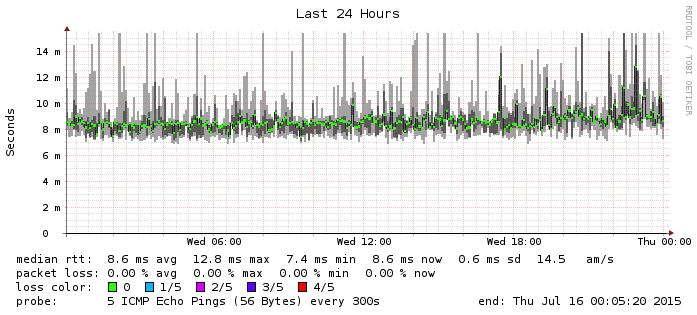 Last 24 Hours
RRDTOOL / TOBI OETIKER
Seconds
14 m
12 m
10 m
8 m
6 m
4 m
2 m
0
Wed 06:00 Wed 12:00 Wed 18:00 Thu 00:00
median rtt: 8.6 ms avg 12.8 ms max 7.4 ms min 8.6 ms now 0.6 ms sd 14.5 am/s
packet loss: 0.00 % avg 0.00 % max 0.00 % min 0.00 % now
loss color: 0 1/5 2/5 3/5 4/5
probe: 5 ICMP Echo Pings (56 Bytes) every 300s end: Thu Jul 16 00:05:20 2015